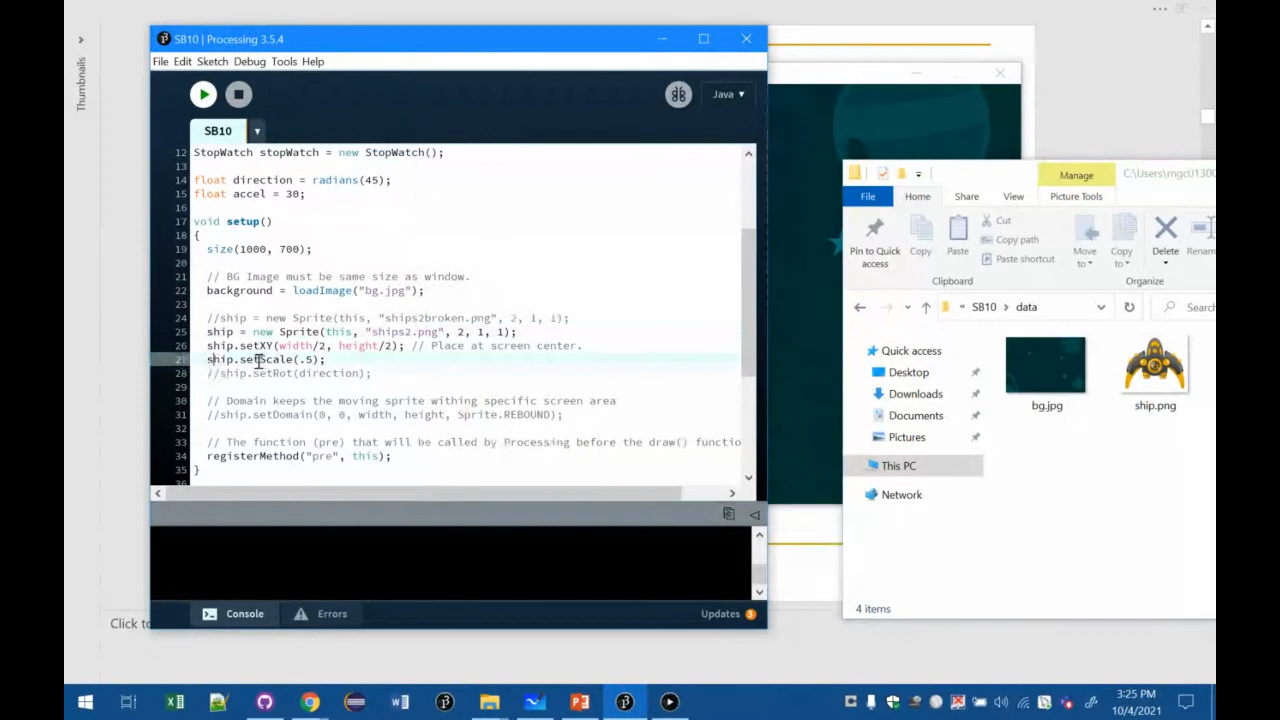 Thumbnails
SB10 | Processing 3.5.4
File Edit Sketch Debug Tools Help
Java ▾
SB10
12 StopWatch stopWatch = new StopWatch();
13
14 float direction = radians(45);
15 float accel = 30;
16
17 void setup()
18 {
19 size(1000, 700);
20
21 // BG Image must be same size as window.
22 background = loadImage("bg.jpg");
23
24 //ship = new Sprite(this, "ships2broken.png", 2, 1, 1);
25 ship = new Sprite(this, "ships2.png", 2, 1, 1);
26 ship.setXY(width/2, height/2); // Place at screen center.
27 ship.setScale(.5);
28 //ship.setRot(direction);
29
30 // Domain keeps the moving sprite withing specific screen area
31 //ship.setDomain(0, 0, width, height, Sprite.REBOUND);
32
33 // The function (pre) that will be called by Processing before the draw() functio
34 registerMethod("pre", this);
35 }
36
Console
Errors
Updates 3
Click to
Manage
C:\Users\mgcü1300
File Home Share View Picture Tools
Pin to Quick access
Copy
Paste
Cut
Copy path
Paste shortcut
Move to
Copy to
Delete
Renam
Clipboard
Organize
« SB10 › data
Search
Quick access
Desktop
Downloads
Documents
Pictures
This PC
Network
bg.jpg
ship.png
4 items
3:25 PM
10/4/2021